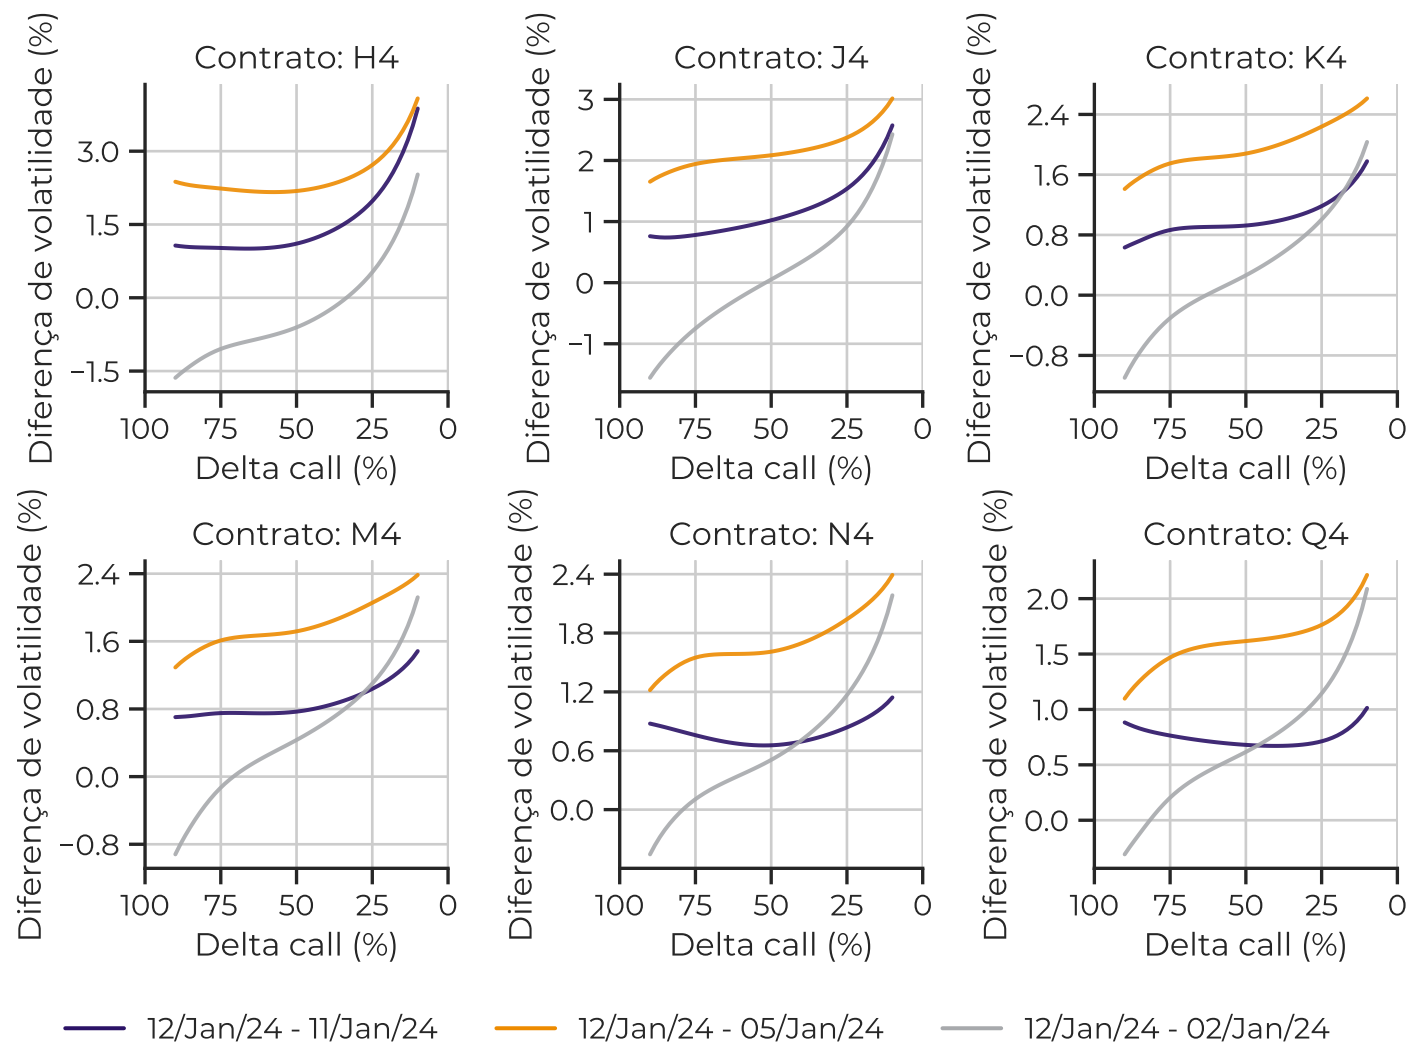 Contrato: H4
Diferença de volatilidade (%)
3.0
1.5
0.0
−1.5
100 75 50 25 0
Delta call (%)
Contrato: J4
Diferença de volatilidade (%)
3
2
1
0
−1
100 75 50 25 0
Delta call (%)
Contrato: K4
Diferença de volatilidade (%)
2.4
1.6
0.8
0.0
−0.8
100 75 50 25 0
Delta call (%)
Contrato: M4
Diferença de volatilidade (%)
2.4
1.6
0.8
0.0
−0.8
100 75 50 25 0
Delta call (%)
Contrato: N4
Diferença de volatilidade (%)
2.4
1.8
1.2
0.6
0.0
100 75 50 25 0
Delta call (%)
Contrato: Q4
Diferença de volatilidade (%)
2.0
1.5
1.0
0.5
0.0
100 75 50 25 0
Delta call (%)
12/Jan/24 - 11/Jan/24
12/Jan/24 - 05/Jan/24
12/Jan/24 - 02/Jan/24